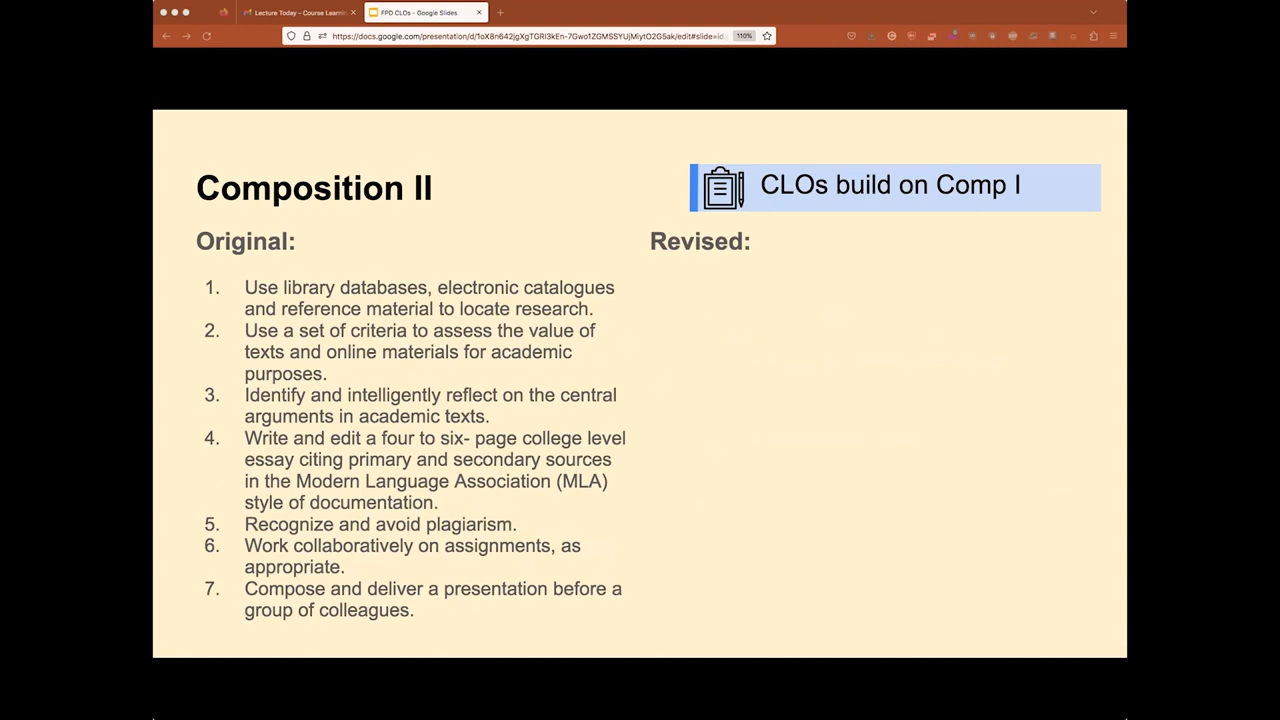 Lecture Today – Course Learnin
FPD CLOs - Google Slides
110%
Composition II
CLOs build on Comp I
Original:
Revised:
1. Use library databases, electronic catalogues
and reference material to locate research.
2. Use a set of criteria to assess the value of
texts and online materials for academic
purposes.
3. Identify and intelligently reflect on the central
arguments in academic texts.
4. Write and edit a four to six- page college level
essay citing primary and secondary sources
in the Modern Language Association (MLA)
style of documentation.
5. Recognize and avoid plagiarism.
6. Work collaboratively on assignments, as
appropriate.
7. Compose and deliver a presentation before a
group of colleagues.